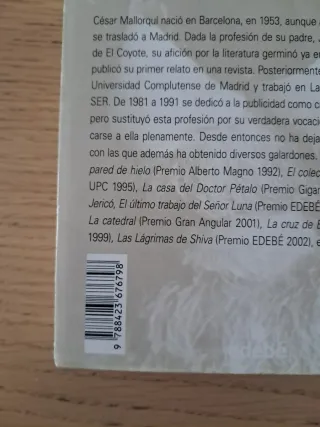 César Mallorquí nació en Barcelona, en 1953, aunque a
se trasladó a Madrid. Dada la profesión de su padre, J
de El Coyote, su afición por la literatura germinó ya en
publicó su primer relato en una revista. Posteriorment
Universidad Complutense de Madrid y trabajó en La
SER. De 1981 a 1991 se dedicó a la publicidad como c
pero sustituyó esta profesión por su verdadera vocació
carse a ella plenamente. Desde entonces no ha deja
con las que además ha obtenido diversos galardones.
pared de hielo (Premio Alberto Magno 1992), El colec
UPC 1995), La casa del Doctor Pétalo (Premio Gigar
Jericó, El último trabajo del Señor Luna (Premio EDEBÉ
La catedral (Premio Gran Angular 2001), La cruz de E
1999), Las Lágrimas de Shiva (Premio EDEBÉ 2002), e
9 788423 676798